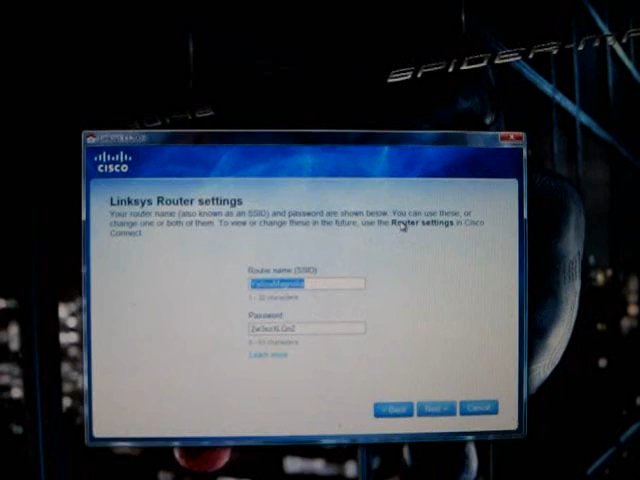 SPIDER-MA
Linksys E1200
CISCO
Linksys Router settings
Your router name (also known as an SSID) and password are shown below. You can use these, or
change one or both of them. To view or change these in the future, use the Router settings in Cisco
Connect.
Router name (SSID)
1 - 32 characters
Password
8 - 63 characters
Learn more
< Back
Next >
Cancel